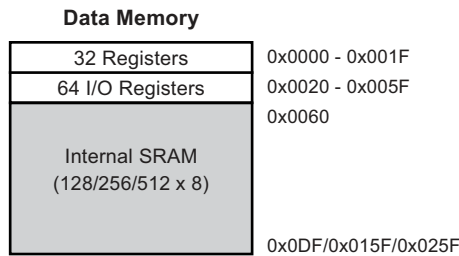 Data Memory
32 Registers 0x0000 - 0x001F
64 I/O Registers 0x0020 - 0x005F
0x0060
Internal SRAM
(128/256/512 x 8)
0x0DF/0x015F/0x025F